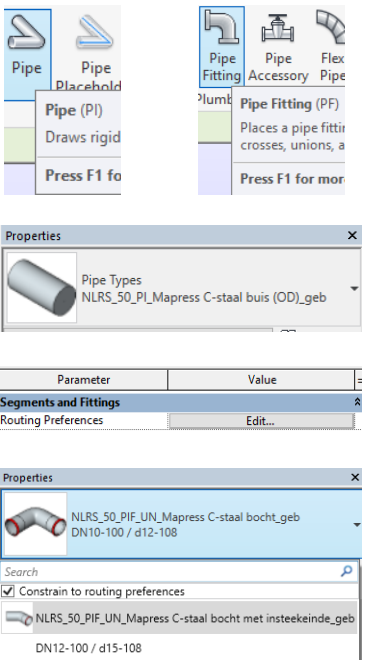 Pipe
Pipe
Placehold
Pipe (PI)
Draws rigid
Press F1 fo
Pipe
Fitting
Pipe
Accessory
Flex
Pipe
Plumb
Pipe Fitting (PF)
Places a pipe fittin
crosses, unions, a
Press F1 for mor
Properties
Pipe Types
NLRS_50_PI_Mapress C-staal buis (OD)_geb
Parameter Value =
Segments and Fittings
Routing Preferences Edit...
Properties
NLRS_50_PIF_UN_Mapress C-staal bocht_geb
DN10-100 / d12-108
Search
Constrain to routing preferences
NLRS_50_PIF_UN_Mapress C-staal bocht met insteekeinde_geb
DN12-100 / d15-108